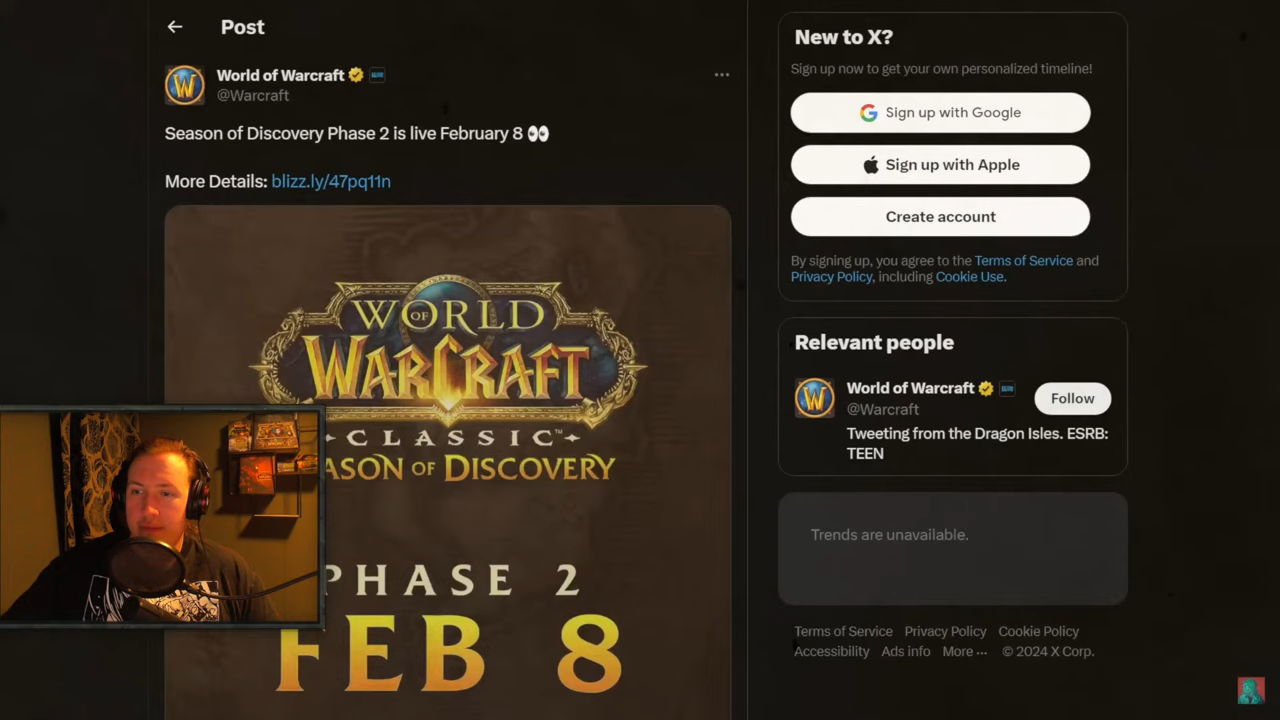 Post
World of Warcraft
@Warcraft
Season of Discovery Phase 2 is live February 8 👀
More Details: blizz.ly/47pq11n
WORLD OF
WARCRAFT
CLASSIC™
ASON OF DISCOVERY
PHASE 2
FEB 8
New to X?
Sign up now to get your own personalized timeline!
Sign up with Google
Sign up with Apple
Create account
By signing up, you agree to the Terms of Service and
Privacy Policy, including Cookie Use.
Relevant people
World of Warcraft
@Warcraft
Follow
Tweeting from the Dragon Isles. ESRB:
TEEN
Trends are unavailable.
Terms of Service Privacy Policy Cookie Policy
Accessibility Ads info More ··· © 2024 X Corp.